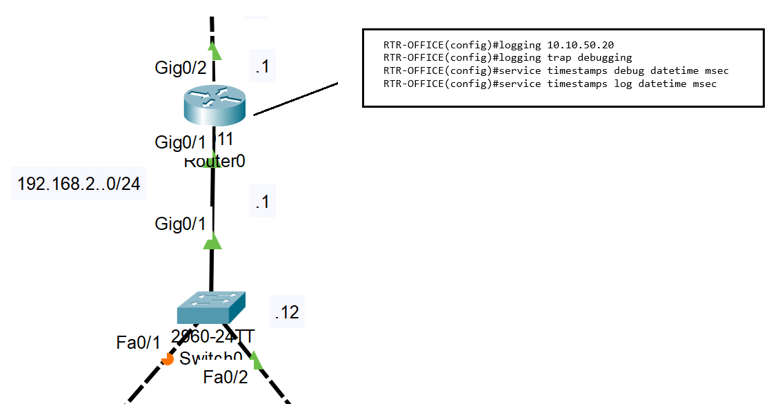 RTR-OFFICE(config)#logging 10.10.50.20
RTR-OFFICE(config)#logging trap debugging
RTR-OFFICE(config)#service timestamps debug datetime msec
RTR-OFFICE(config)#service timestamps log datetime msec
Gig0/2
.1
Gig0/1
11
Router0
192.168.2..0/24
.1
Gig0/1
.12
2960-24TT
Fa0/1
Switch0
Fa0/2